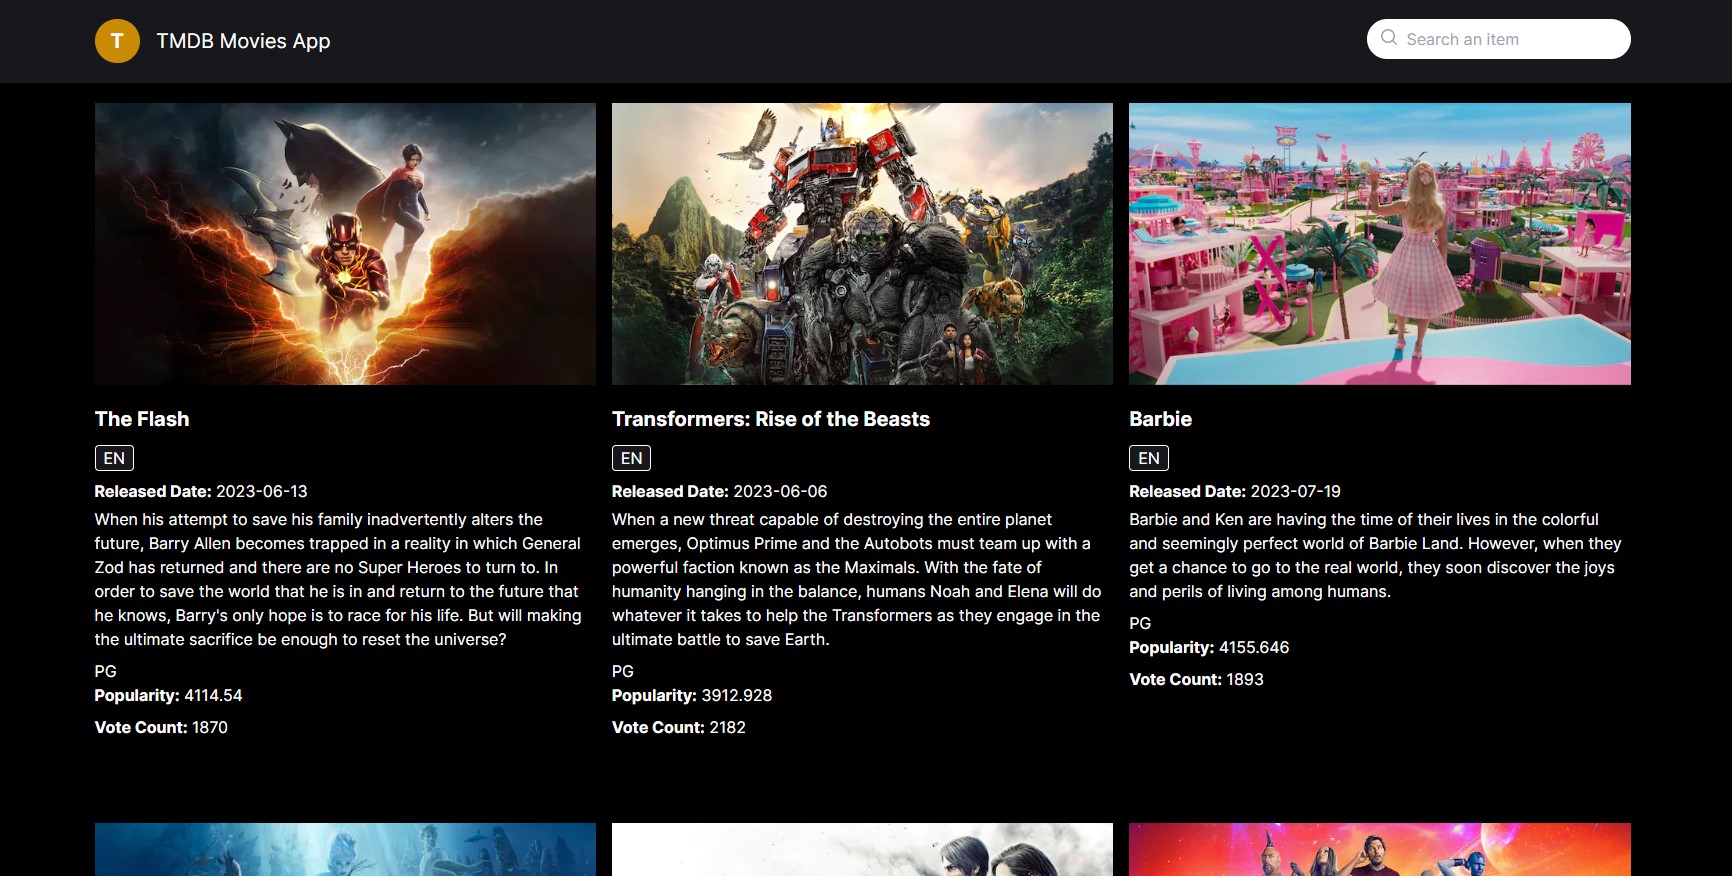 T
TMDB Movies App
Search an item
The Flash
EN
Released Date: 2023-06-13
When his attempt to save his family inadvertently alters the
future, Barry Allen becomes trapped in a reality in which General
Zod has returned and there are no Super Heroes to turn to. In
order to save the world that he is in and return to the future that
he knows, Barry's only hope is to race for his life. But will making
the ultimate sacrifice be enough to reset the universe?
PG
Popularity: 4114.54
Vote Count: 1870
Transformers: Rise of the Beasts
EN
Released Date: 2023-06-06
When a new threat capable of destroying the entire planet
emerges, Optimus Prime and the Autobots must team up with a
powerful faction known as the Maximals. With the fate of
humanity hanging in the balance, humans Noah and Elena will do
whatever it takes to help the Transformers as they engage in the
ultimate battle to save Earth.
PG
Popularity: 3912.928
Vote Count: 2182
Barbie
EN
Released Date: 2023-07-19
Barbie and Ken are having the time of their lives in the colorful
and seemingly perfect world of Barbie Land. However, when they
get a chance to go to the real world, they soon discover the joys
and perils of living among humans.
PG
Popularity: 4155.646
Vote Count: 1893